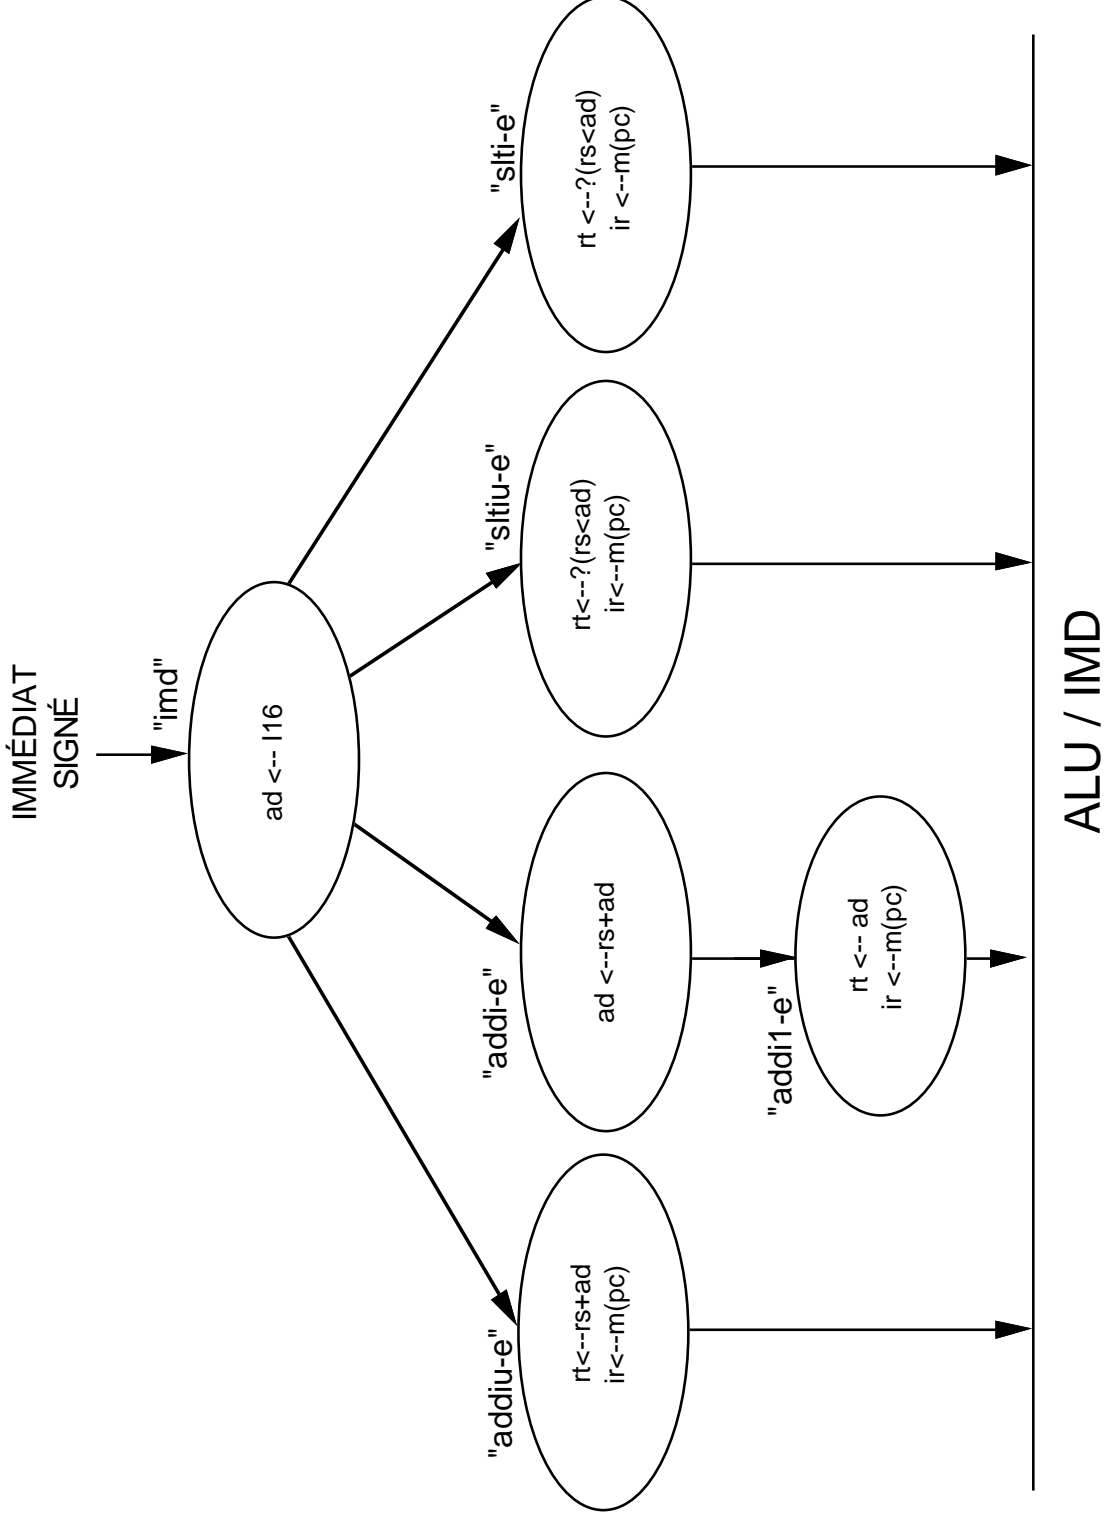 IMMÉDIAT
SIGNÉ
"imd"
ad <-- I16
"addiu-e"
rt<--rs+ad
ir<--m(pc)
"addi-e"
ad <--rs+ad
"sltiu-e"
rt<--?(rs<ad)
ir<--m(pc)
"slti-e"
rt <--?(rs<ad)
ir <--m(pc)
"addi1-e"
rt <-- ad
ir <--m(pc)
ALU / IMD